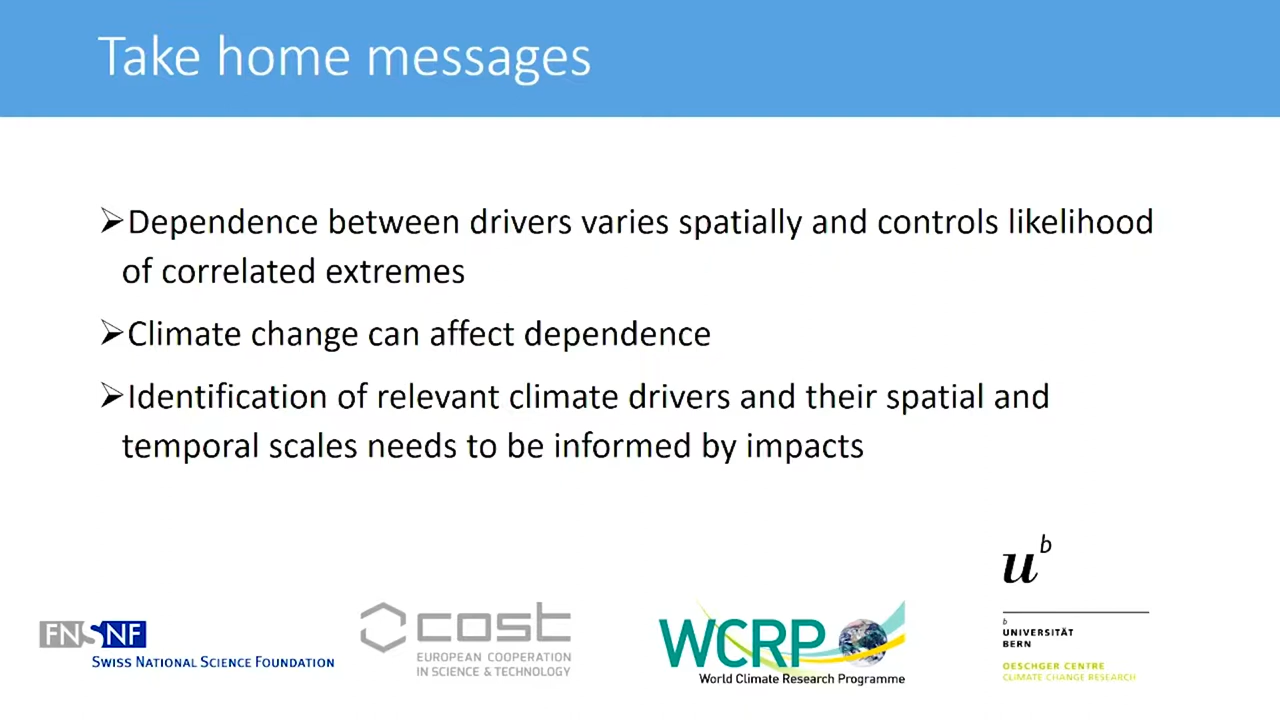 Take home messages
➢Dependence between drivers varies spatially and controls likelihood
of correlated extremes
➢Climate change can affect dependence
➢Identification of relevant climate drivers and their spatial and
temporal scales needs to be informed by impacts
FNSNF
SWISS NATIONAL SCIENCE FOUNDATION
cost
EUROPEAN COOPERATION
IN SCIENCE & TECHNOLOGY
WCRP
World Climate Research Programme
u b
b
UNIVERSITÄT
BERN
OESCHGER CENTRE
CLIMATE CHANGE RESEARCH